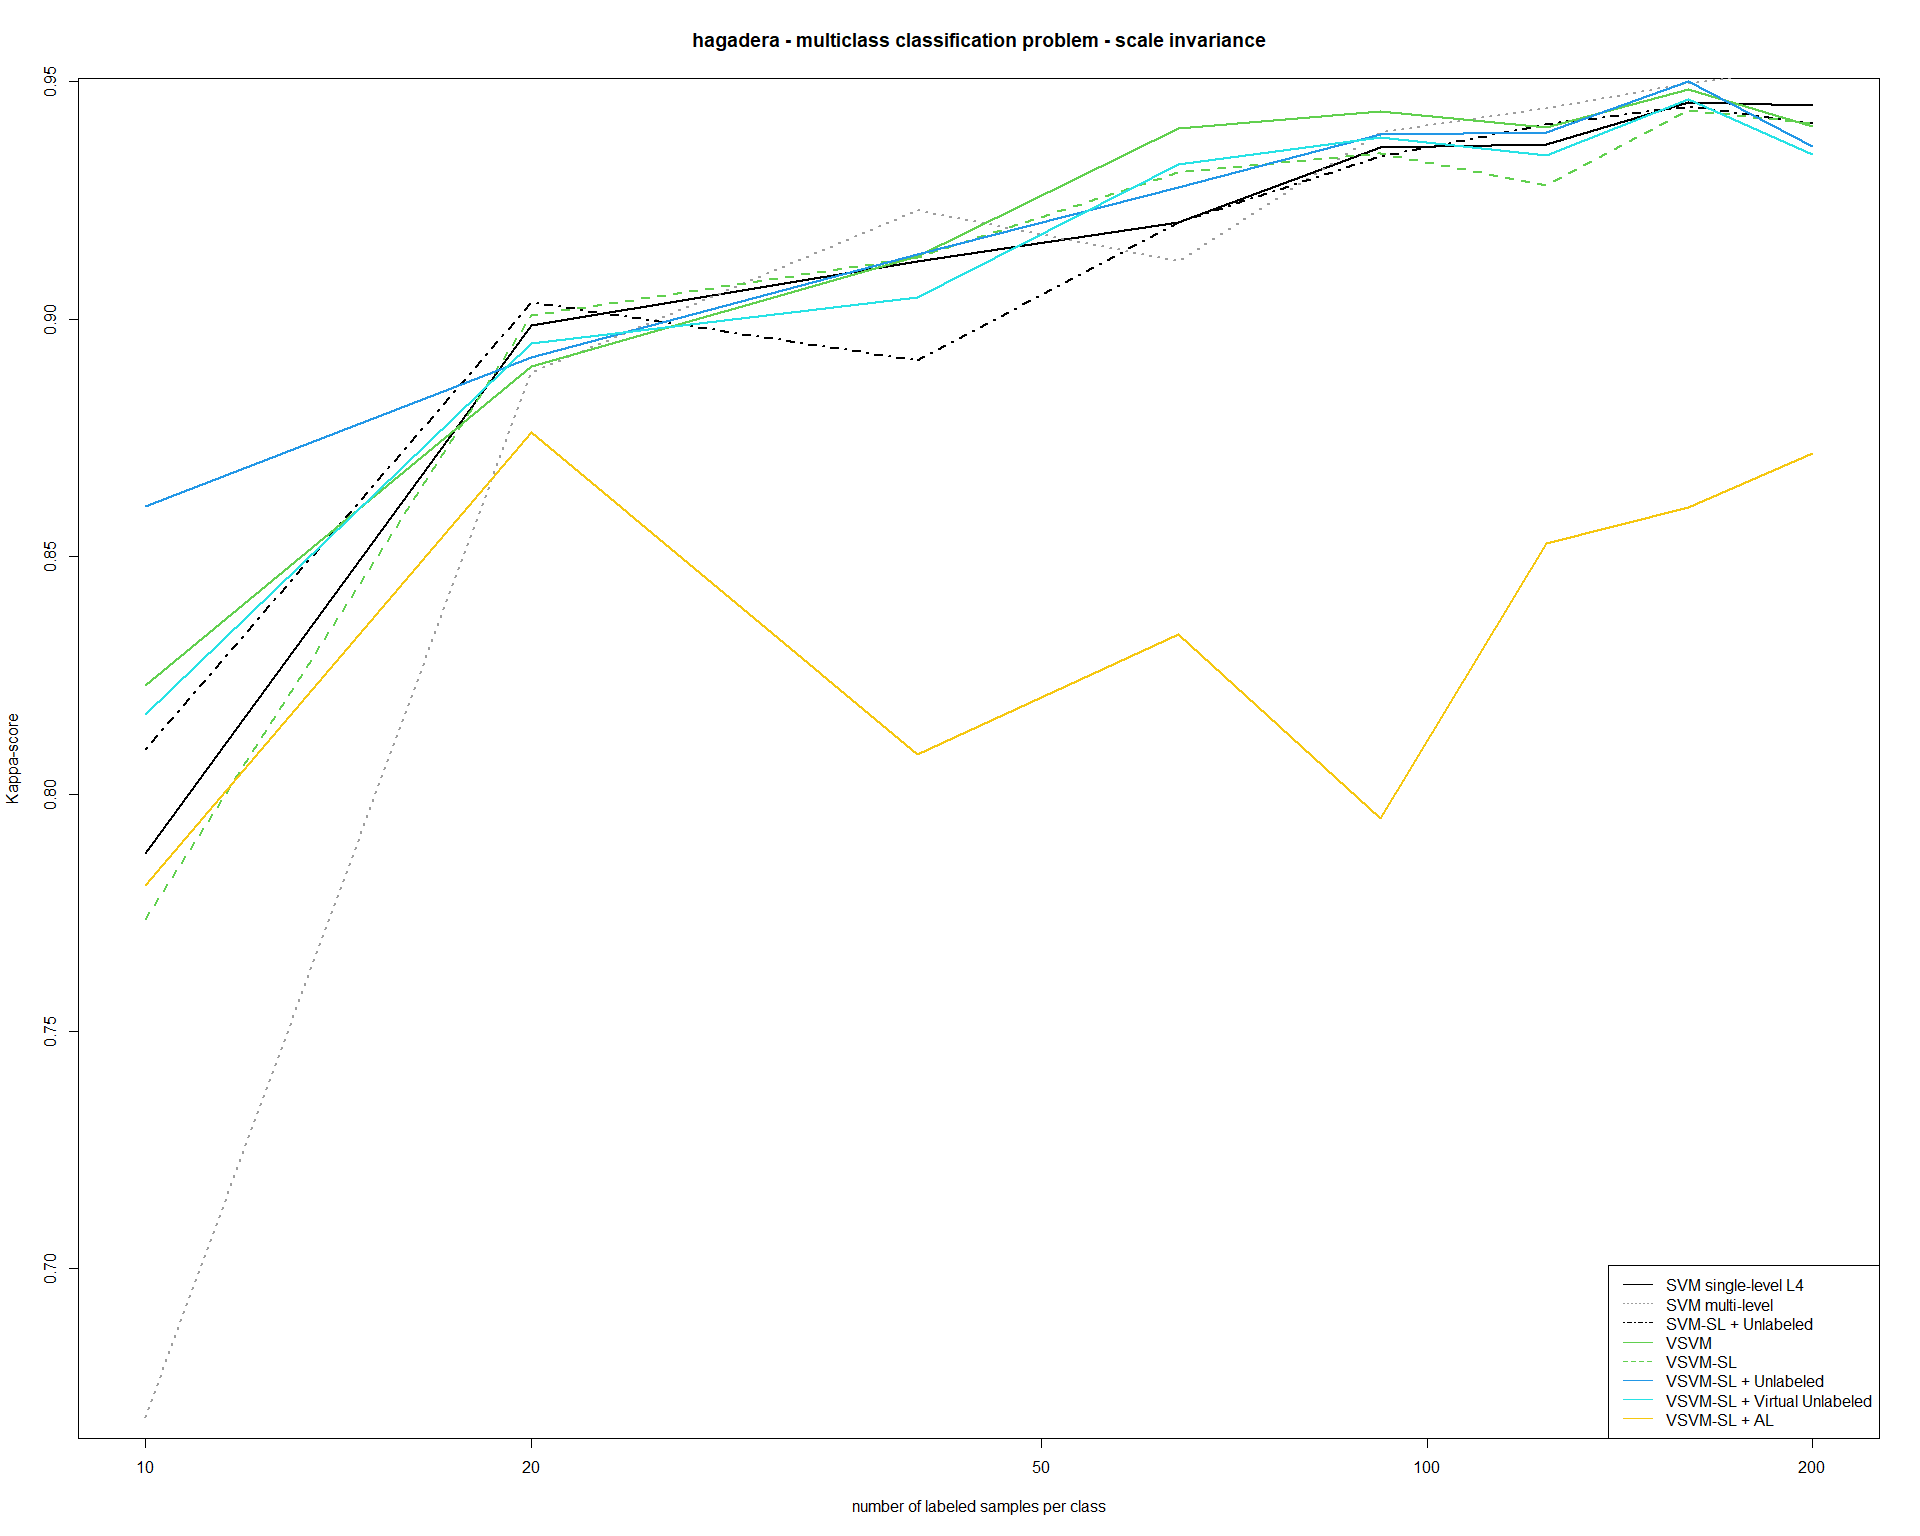 hagadera - multiclass classification problem - scale invariance
0.95
0.90
0.85
0.80
0.75
0.70
Kappa-score
SVM single-level L4
SVM multi-level
SVM-SL + Unlabeled
VSVM
VSVM-SL
VSVM-SL + Unlabeled
VSVM-SL + Virtual Unlabeled
VSVM-SL + AL
10 20 50 100 200
number of labeled samples per class